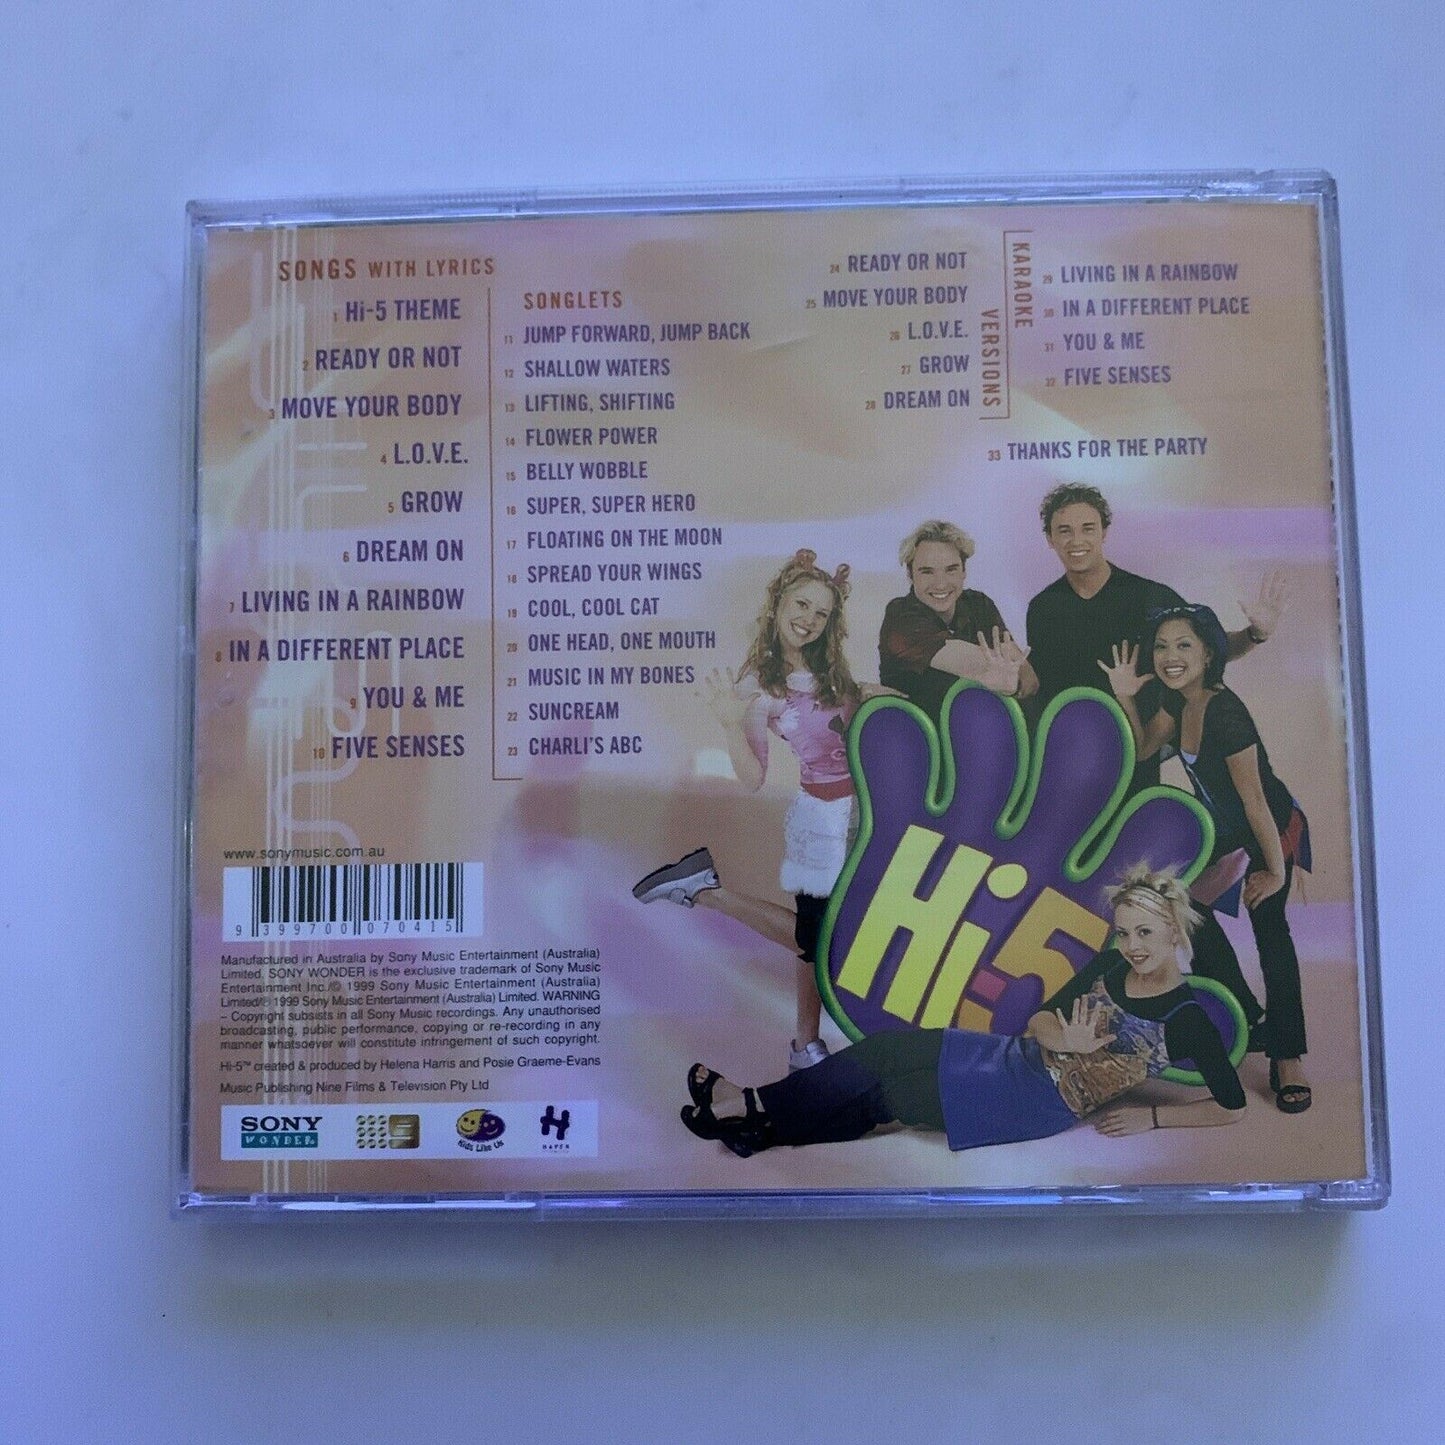 SONGS WITH LYRICS
1 Hi-5 THEME
2 READY OR NOT
3 MOVE YOUR BODY
4 L.O.V.E.
5 GROW
6 DREAM ON
7 LIVING IN A RAINBOW
8 IN A DIFFERENT PLACE
9 YOU & ME
10 FIVE SENSES
SONGLETS
11 JUMP FORWARD, JUMP BACK
12 SHALLOW WATERS
13 LIFTING, SHIFTING
14 FLOWER POWER
15 BELLY WOBBLE
16 SUPER, SUPER HERO
17 FLOATING ON THE MOON
18 SPREAD YOUR WINGS
19 COOL, COOL CAT
20 ONE HEAD, ONE MOUTH
21 MUSIC IN MY BONES
22 SUNCREAM
23 CHARLI'S ABC
KARAOKE
VERSIONS
24 READY OR NOT
25 MOVE YOUR BODY
26 L.O.V.E.
27 GROW
28 DREAM ON
29 LIVING IN A RAINBOW
30 IN A DIFFERENT PLACE
31 YOU & ME
32 FIVE SENSES
33 THANKS FOR THE PARTY
Hi-5
www.sonymusic.com.au
9 399700 070415
Manufactured in Australia by Sony Music Entertainment (Australia)
Limited. SONY WONDER is the exclusive trademark of Sony Music
Entertainment Inc./© 1999 Sony Music Entertainment (Australia)
Limited/℗ 1999 Sony Music Entertainment (Australia) Limited. WARNING
– Copyright subsists in all Sony Music recordings. Any unauthorised
broadcasting, public performance, copying or re-recording in any
manner whatsoever will constitute infringement of such copyright.
Hi-5™ created & produced by Helena Harris and Posie Graeme-Evans
Music Publishing Nine Films & Television Pty Ltd
SONY
WONDER
9
Kids Like Us
H
HAVEN